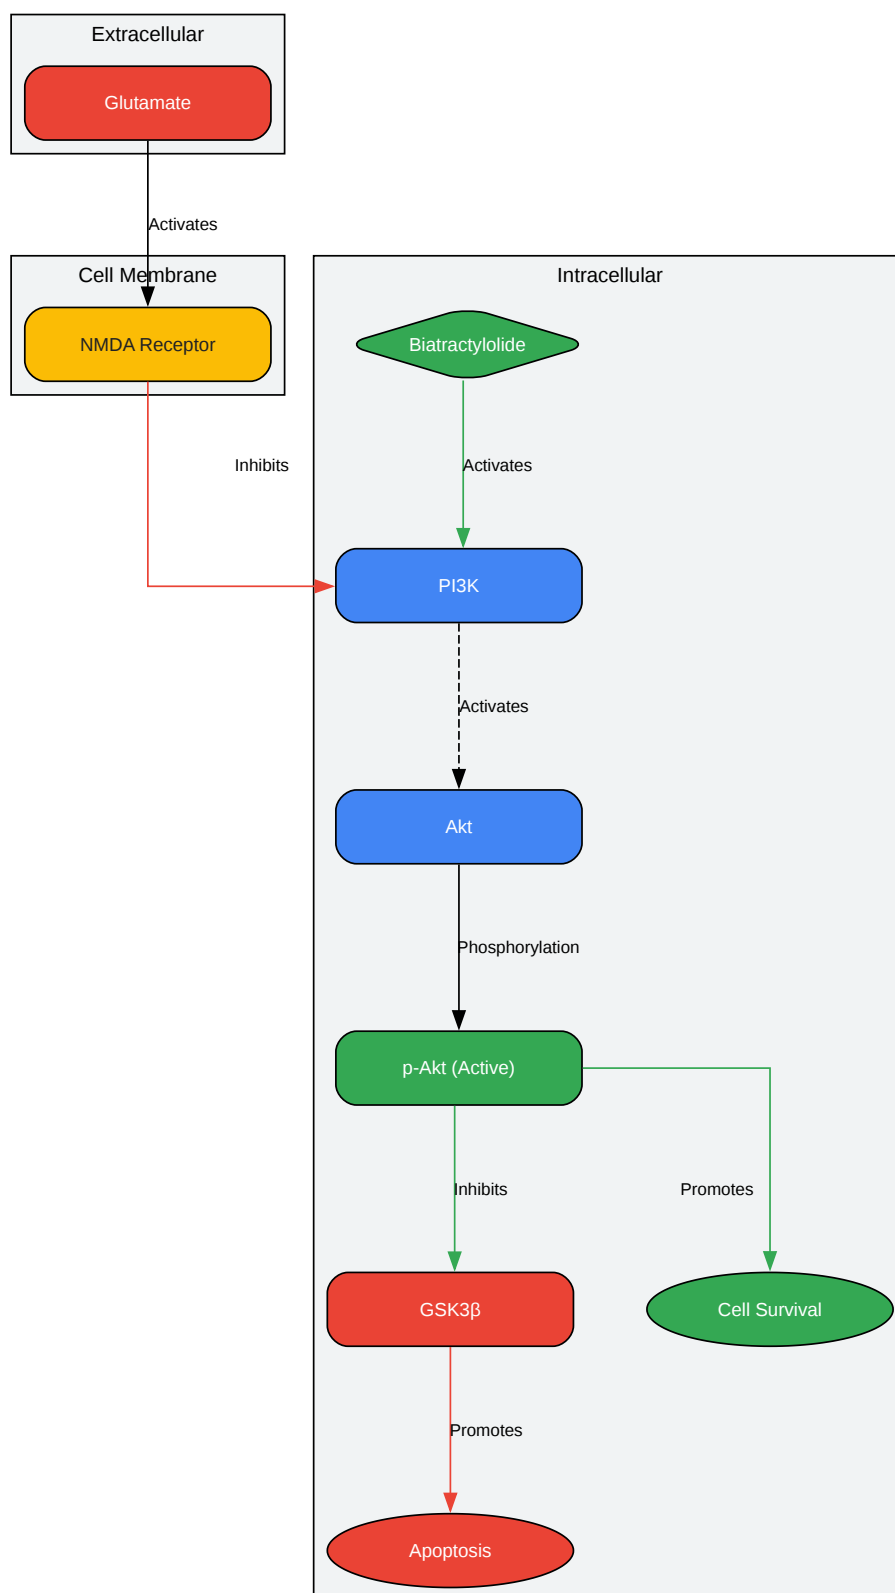 Extracellular
Glutamate
Activates
Cell Membrane
NMDA Receptor
Intracellular
Biatractylolide
Inhibits
Activates
PI3K
Activates
Akt
Phosphorylation
p-Akt (Active)
Inhibits
Promotes
GSK3β
Cell Survival
Promotes
Apoptosis